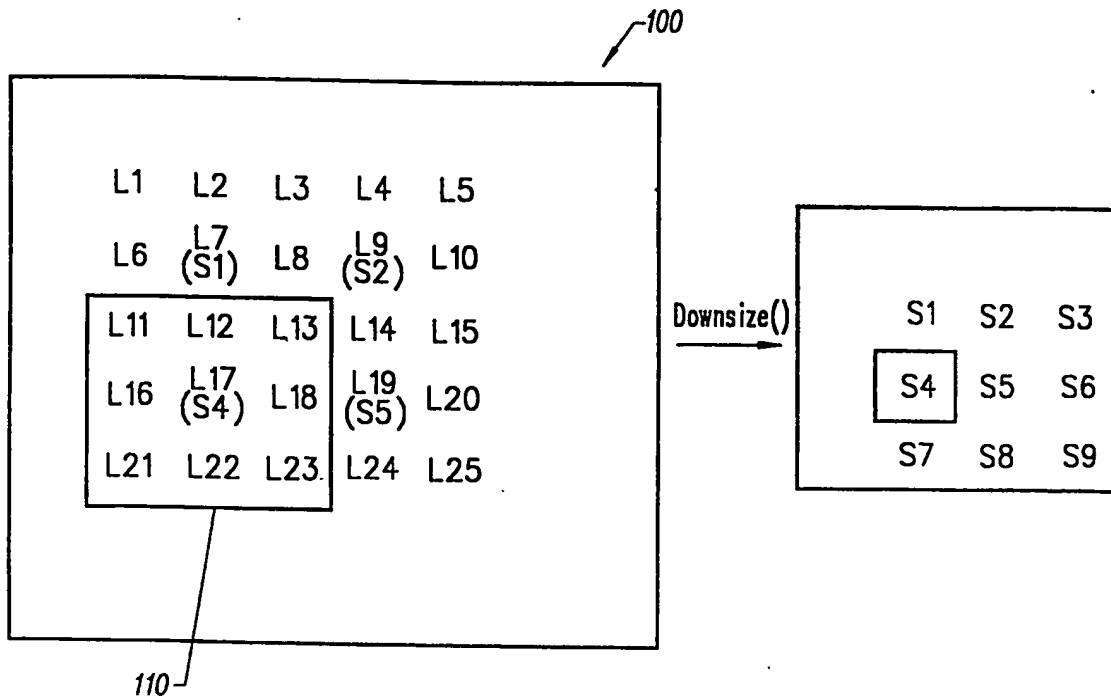 100
L1 L2 L3 L4 L5
L6 L7 (S1) L8 L9 (S2) L10
L11 L12 L13 L14 L15
L16 L17 (S4) L18 L19 (S5) L20
L21 L22 L23 L24 L25
110
Downsize()
S1 S2 S3
S4 S5 S6
S7 S8 S9